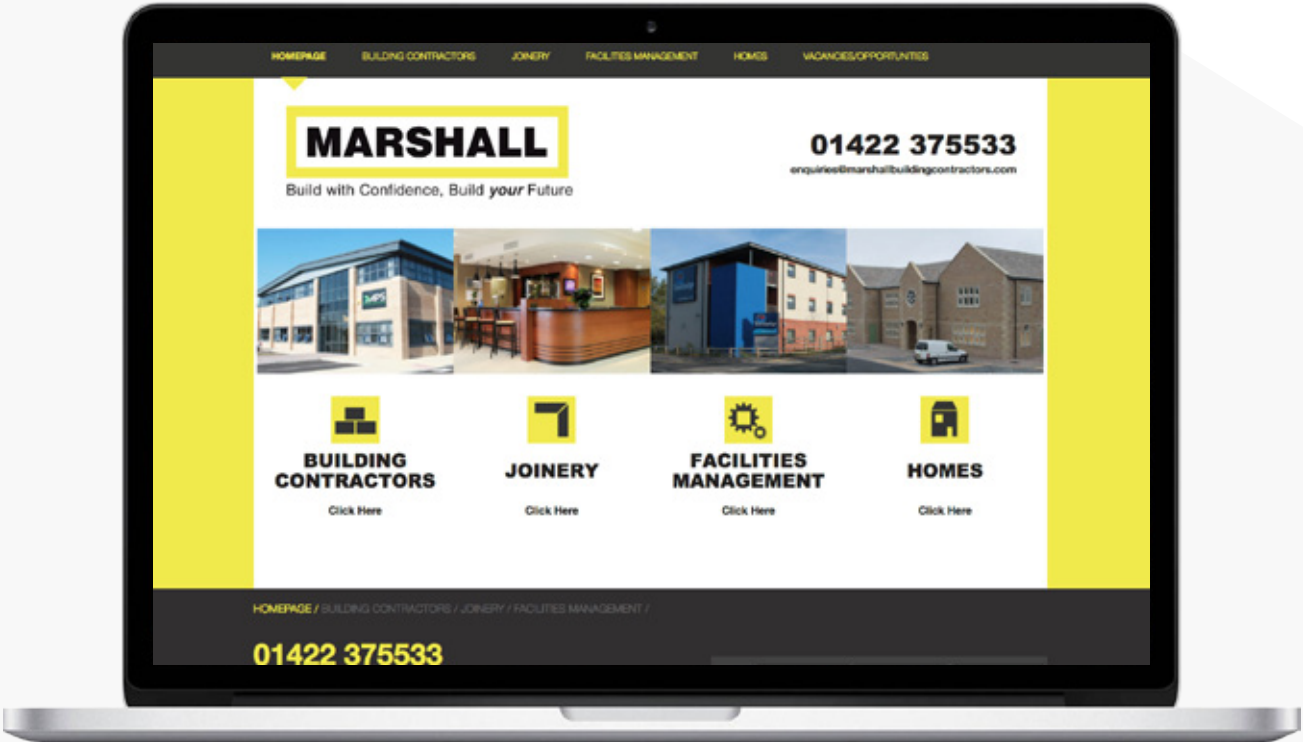 HOMEPAGE BUILDING CONTRACTORS JOINERY FACILITIES MANAGEMENT HOMES VACANCIES/OPPORTUNITIES
MARSHALL
Build with Confidence, Build your Future
01422 375533
enquiries@marshallbuildingcontractors.com
BUILDING
CONTRACTORS
Click Here
JOINERY
Click Here
FACILITIES
MANAGEMENT
Click Here
HOMES
Click Here
HOMEPAGE / BUILDING CONTRACTORS / JOINERY / FACILITIES MANAGEMENT /
01422 375533